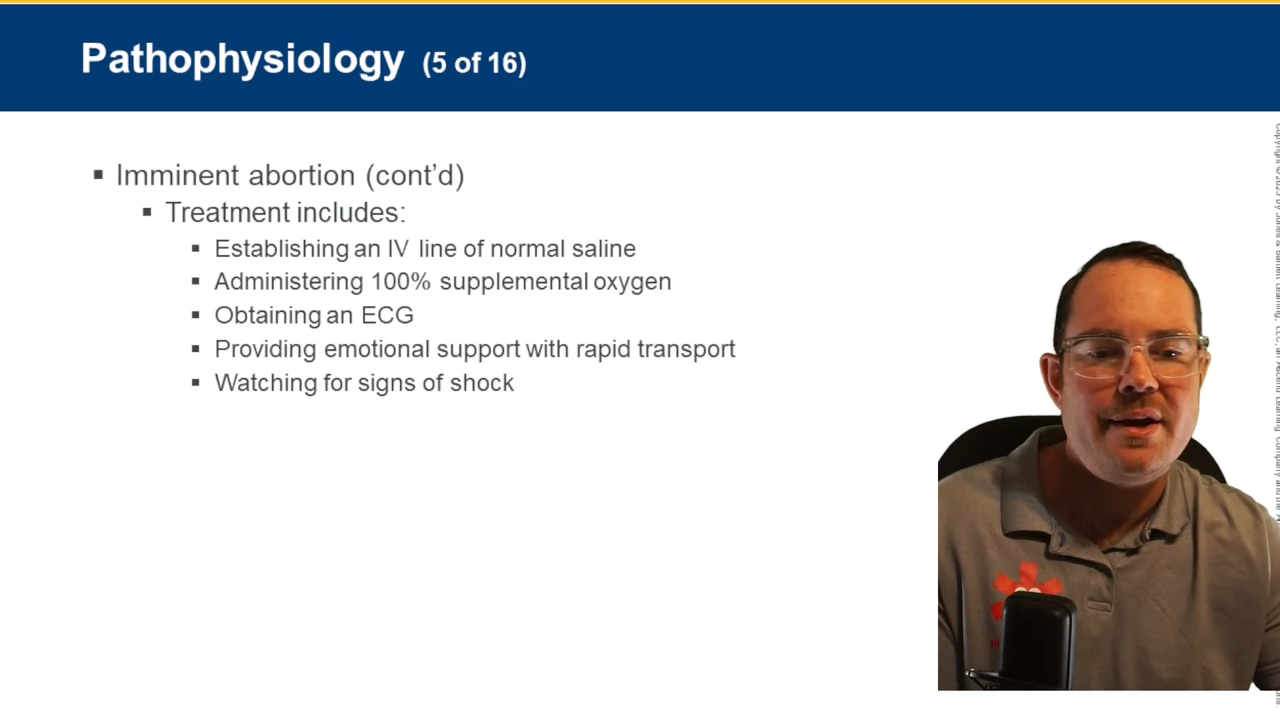 Pathophysiology (5 of 16)
▪ Imminent abortion (cont’d)
▪ Treatment includes:
▪ Establishing an IV line of normal saline
▪ Administering 100% supplemental oxygen
▪ Obtaining an ECG
▪ Providing emotional support with rapid transport
▪ Watching for signs of shock